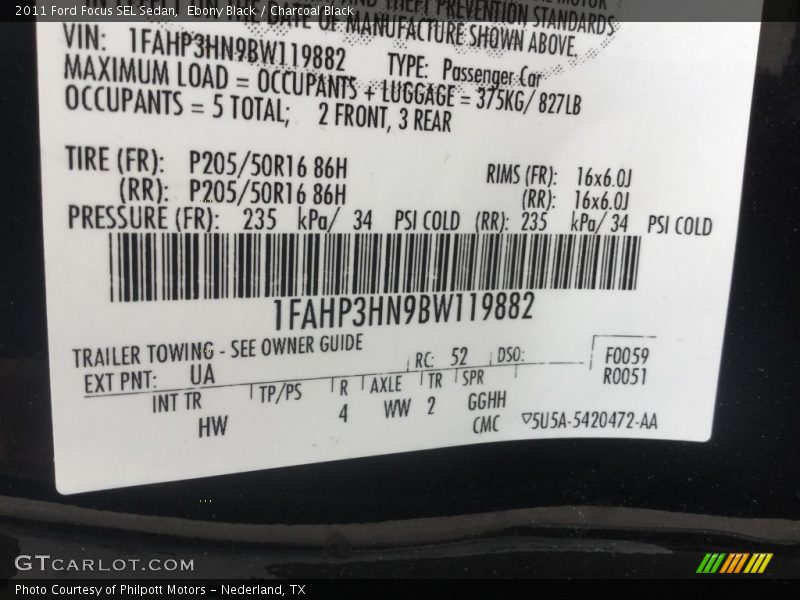 2011 Ford Focus SEL Sedan, Ebony Black / Charcoal Black
THEFT PREVENTION STANDARDS
DATE OF MANUFACTURE SHOWN ABOVE.
VIN: 1FAHP3HN9BW119882 TYPE: Passenger Car
MAXIMUM LOAD = OCCUPANTS + LUGGAGE = 375KG/ 827LB
OCCUPANTS = 5 TOTAL; 2 FRONT, 3 REAR
TIRE (FR): P205/50R16 86H RIMS (FR): 16x6.0J
(RR): P205/50R16 86H (RR): 16x6.0J
PRESSURE (FR): 235 kPa/ 34 PSI COLD (RR): 235 kPa/ 34 PSI COLD
1FAHP3HN9BW119882
TRAILER TOWING - SEE OWNER GUIDE
EXT PNT: UA RC: 52 DSO: F0059
R0051
INT TR TP/PS R AXLE TR SPR
HW 4 WW 2 GGHH
CMC ▽5U5A-5420472-AA
GTCARLOT.COM
Photo Courtesy of Philpott Motors - Nederland, TX